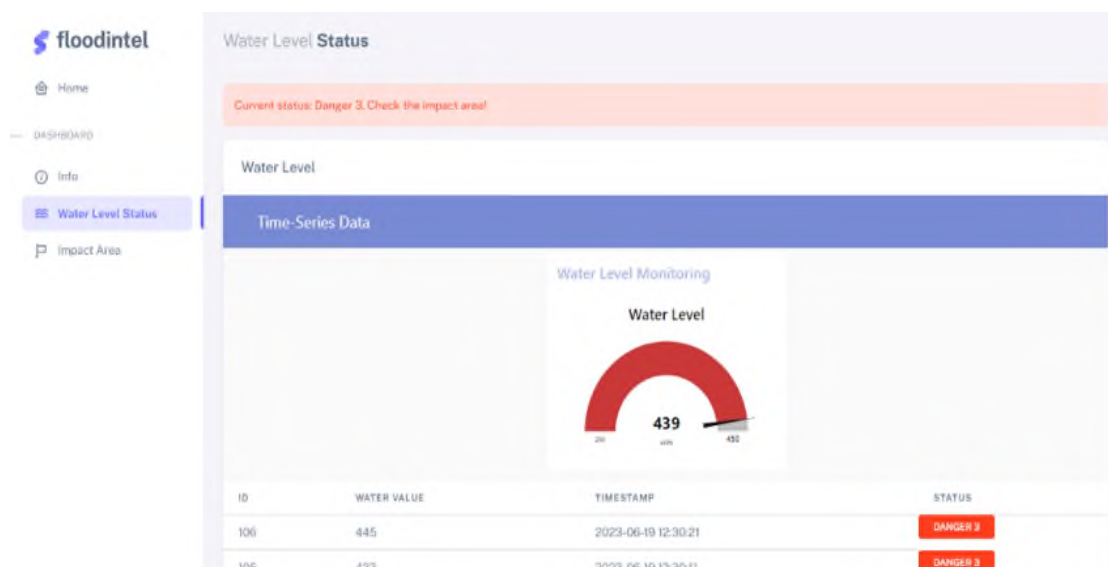 floodintel
Water Level Status
Home
Current status: Danger 3. Check the impact area!
DASHBOARD
Info
Water Level
Water Level Status
Time-Series Data
Impact Area
Water Level Monitoring
Water Level
439
450
ID WATER VALUE TIMESTAMP STATUS
106 445 2023-06-19 12:30:21 DANGER 3
DANGER 3